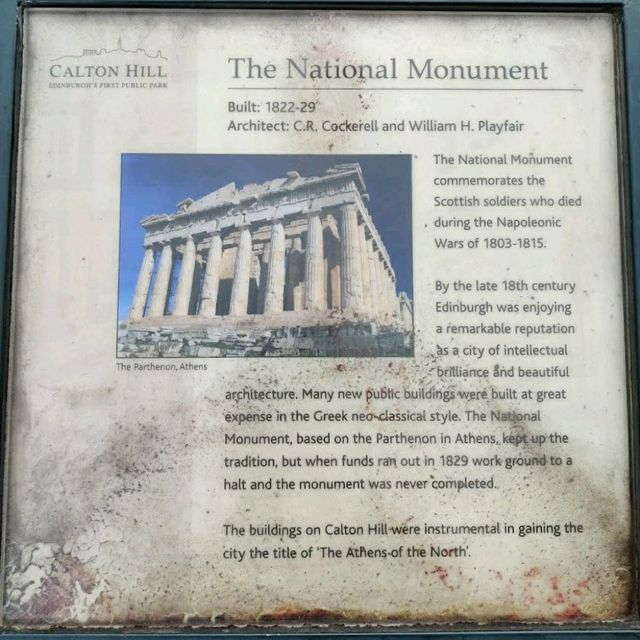 CALTON HILL
EDINBURGH'S FIRST PUBLIC PARK
The National Monument
Built: 1822-29
Architect: C.R. Cockerell and William H. Playfair
The National Monument
commemorates the
Scottish soldiers who died
during the Napoleonic
Wars of 1803-1815.
By the late 18th century
Edinburgh was enjoying
a remarkable reputation
as a city of intellectual
brilliance and beautiful
The Parthenon, Athens
architecture. Many new public buildings were built at great
expense in the Greek neo-classical style. The National
Monument, based on the Parthenon in Athens, kept up the
tradition, but when funds ran out in 1829 work ground to a
halt and the monument was never completed.
The buildings on Calton Hill were instrumental in gaining the
city the title of 'The Athens of the North'.